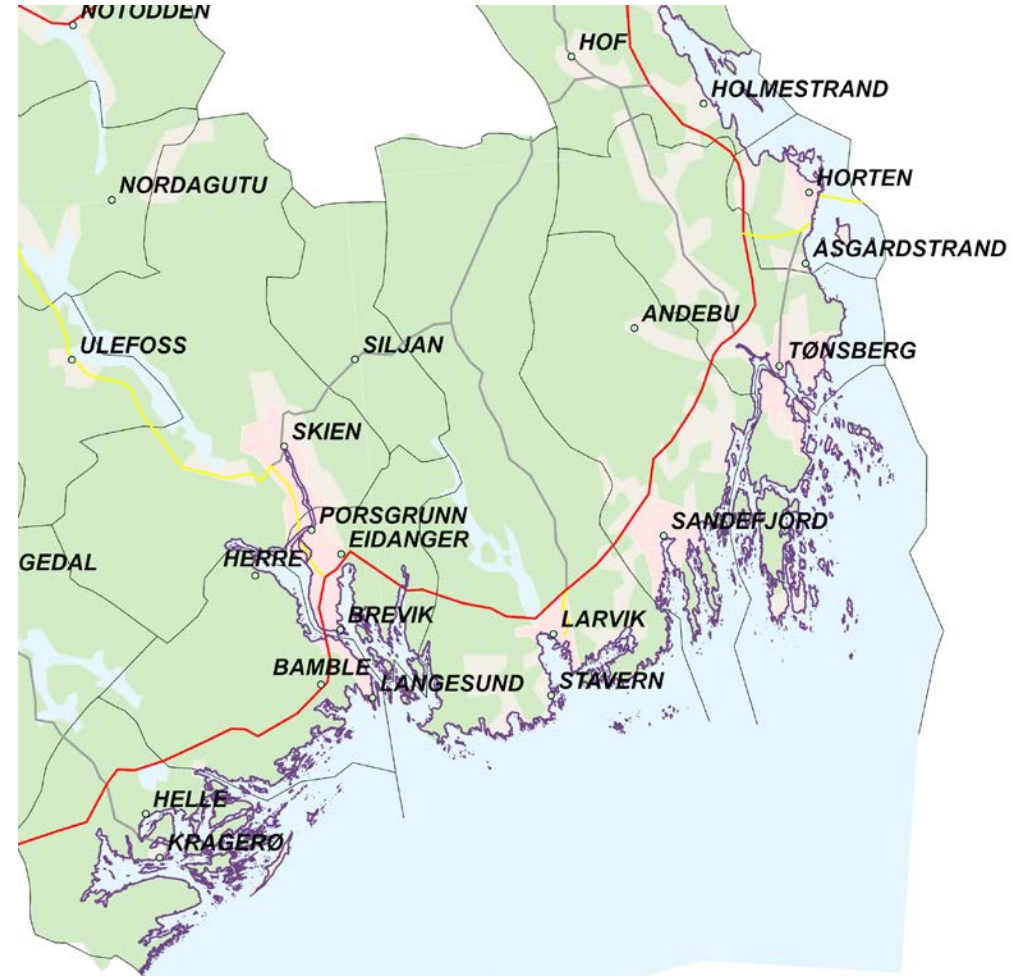 NOTODDEN
HOF
HOLMESTRAND
NORDAGUTU
HORTEN
ÅSGÅRDSTRAND
ANDEBU
ULEFOSS
SILJAN
TØNSBERG
SKIEN
PORSGRUNN
SANDEFJORD
EIDANGER
GEDAL
HERRE
BREVIK
LARVIK
BAMBLE
LANGESUND
STAVERN
HELLE
KRAGERØ